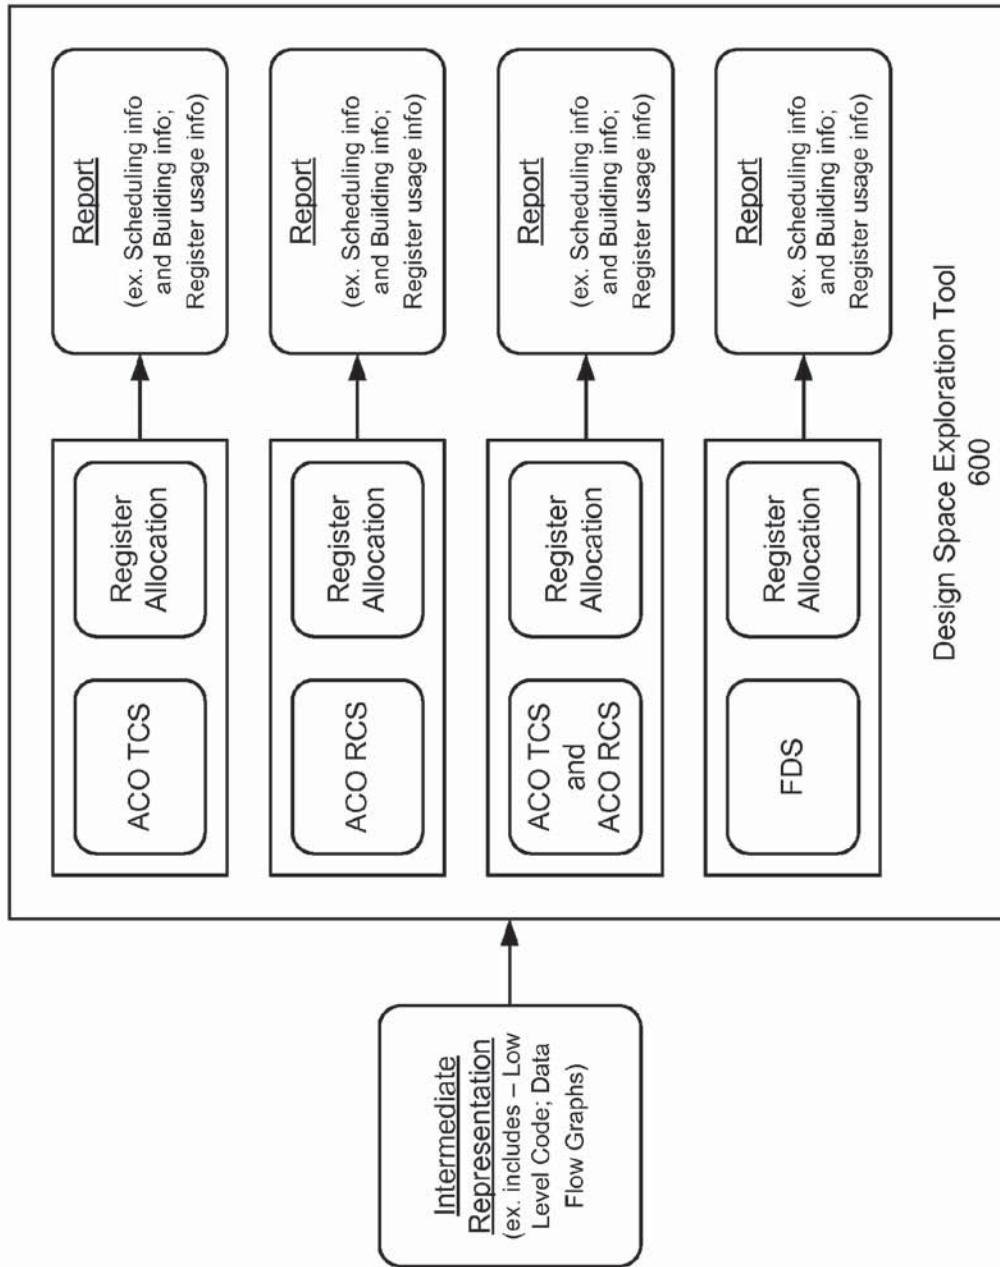 Intermediate
Representation
(ex. includes – Low
Level Code; Data
Flow Graphs)
ACO TCS
Register
Allocation
Report
(ex. Scheduling info
and Building info;
Register usage info)
ACO RCS
Register
Allocation
Report
(ex. Scheduling info
and Building info;
Register usage info)
ACO TCS
and
ACO RCS
Register
Allocation
Report
(ex. Scheduling info
and Building info;
Register usage info)
FDS
Register
Allocation
Report
(ex. Scheduling info
and Building info;
Register usage info)
Design Space Exploration Tool
600